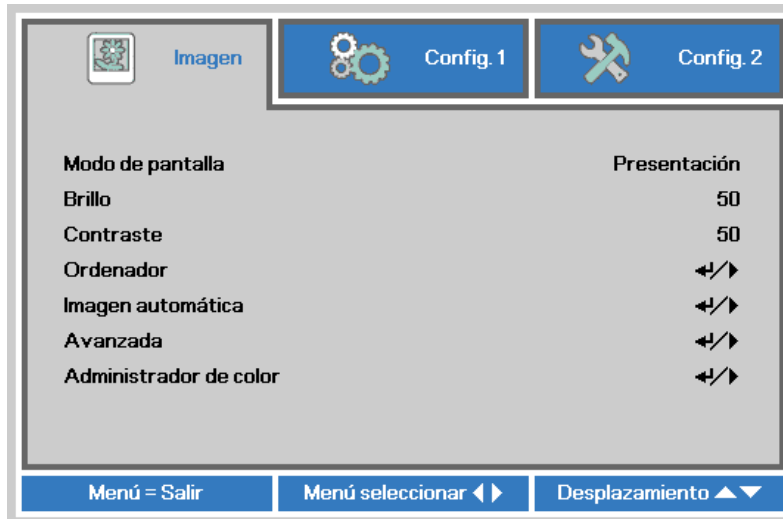 Imagen Config. 1 Config. 2
Modo de pantalla Presentación
Brillo 50
Contraste 50
Ordenador
Imagen automática
Avanzada
Administrador de color
Menú = Salir Menú seleccionar Desplazamiento